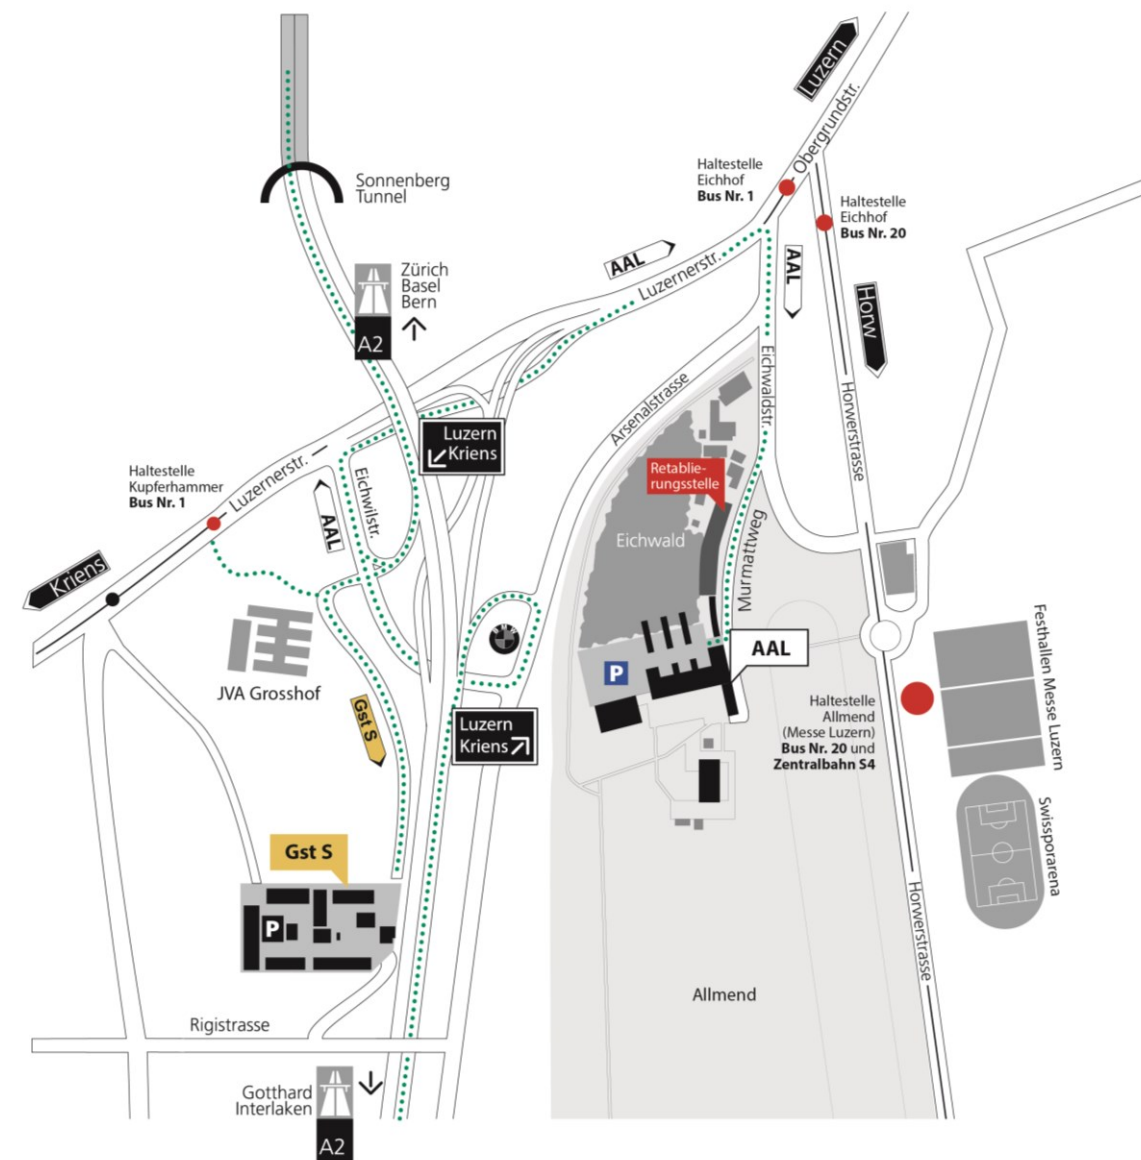 Luzern
Obergrundstr.
Haltestelle
Eichhof
Bus Nr. 1
Sonnenberg
Tunnel
Haltestelle
Eichhof
Bus Nr. 20
AAL
Luzernerstr.
AAL
Zürich
Basel
Bern
A2
Horw
Eichwaldstr.
Arsenalstrasse
Horwerstrasse
Luzern
Kriens
Haltestelle
Kupferhammer
Bus Nr. 1
Luzernerstr.
Eichwilstr.
AAL
Retablie-
rungsstelle
Eichwald
Murmattweg
Kriens
JVA Grosshof
P
AAL
Festhallen Messe Luzern
Gst S
Luzern
Kriens
Haltestelle
Allmend
(Messe Luzern)
Bus Nr. 20 und
Zentralbahn S4
Swissporarena
Gst S
P
Horwerstrasse
Allmend
Rigistrasse
Gotthard
Interlaken
A2